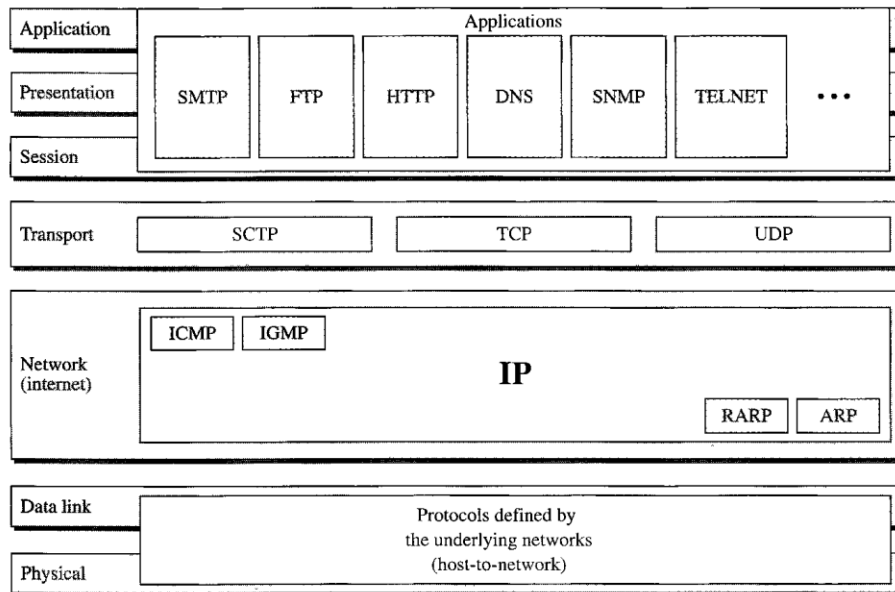 Application
Applications
Presentation
SMTP
FTP
HTTP
DNS
SNMP
TELNET
•••
Session
Transport
SCTP
TCP
UDP
ICMP
IGMP
Network
(internet)
IP
RARP
ARP
Data link
Protocols defined by
the underlying networks
(host-to-network)
Physical